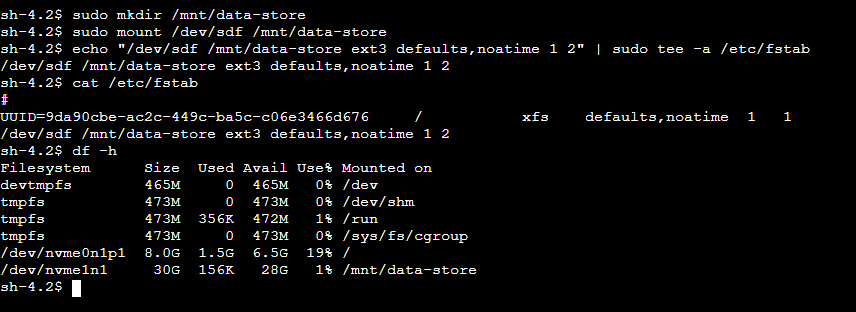 sh-4.2$ sudo mkdir /mnt/data-store
sh-4.2$ sudo mount /dev/sdf /mnt/data-store
sh-4.2$ echo "/dev/sdf /mnt/data-store ext3 defaults,noatime 1 2" | sudo tee -a /etc/fstab
/dev/sdf /mnt/data-store ext3 defaults,noatime 1 2
sh-4.2$ cat /etc/fstab
#
UUID=9da90cbe-ac2c-449c-ba5c-c06e3466d676     /           xfs    defaults,noatime  1   1
/dev/sdf /mnt/data-store ext3 defaults,noatime 1 2
sh-4.2$ df -h
Filesystem      Size  Used Avail Use% Mounted on
devtmpfs        465M     0  465M   0% /dev
tmpfs           473M     0  473M   0% /dev/shm
tmpfs           473M  356K  472M   1% /run
tmpfs           473M     0  473M   0% /sys/fs/cgroup
/dev/nvme0n1p1  8.0G  1.5G  6.5G  19% /
/dev/nvme1n1     30G  156K   28G   1% /mnt/data-store
sh-4.2$